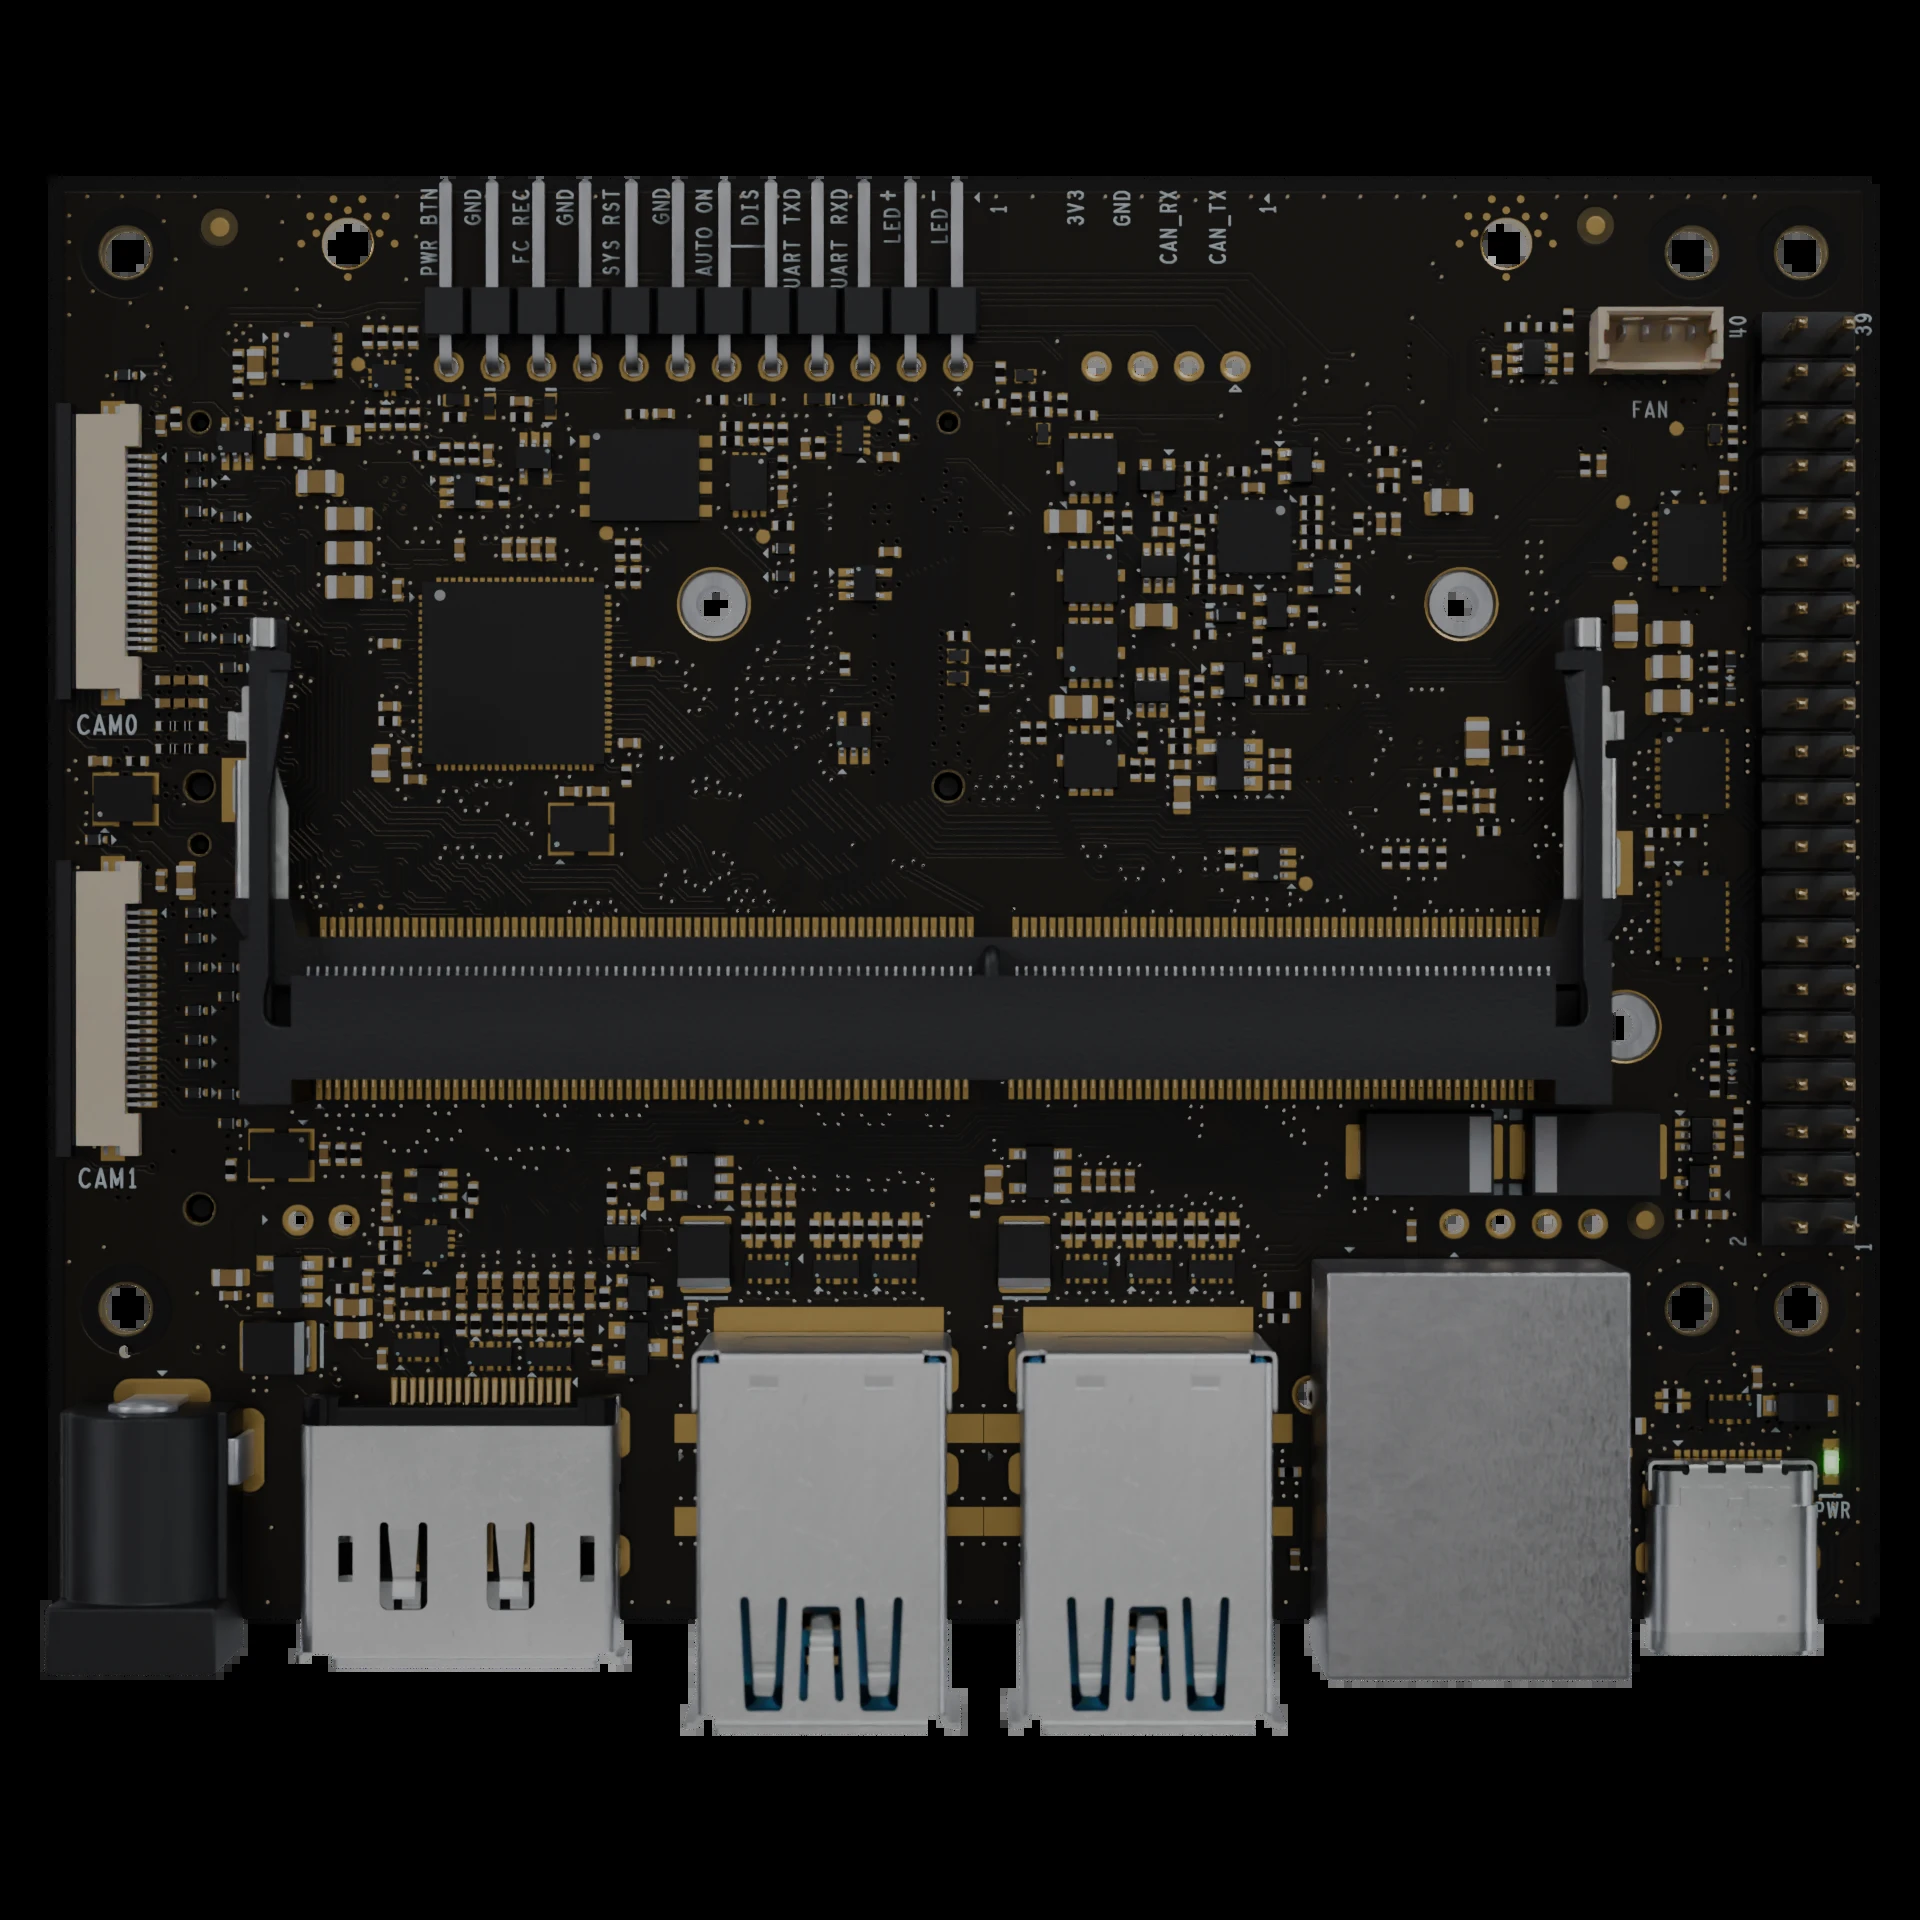 PWR BTN
GND
FC REC
GND
SYS RST
GND
AUTO ON
DIS
UART TXD
UART RXD
LED+
LED-
1
3V3
GND
CAN_RX
CAN_TX
1
40
39
FAN
CAM0
CAM1
2
1
PWR